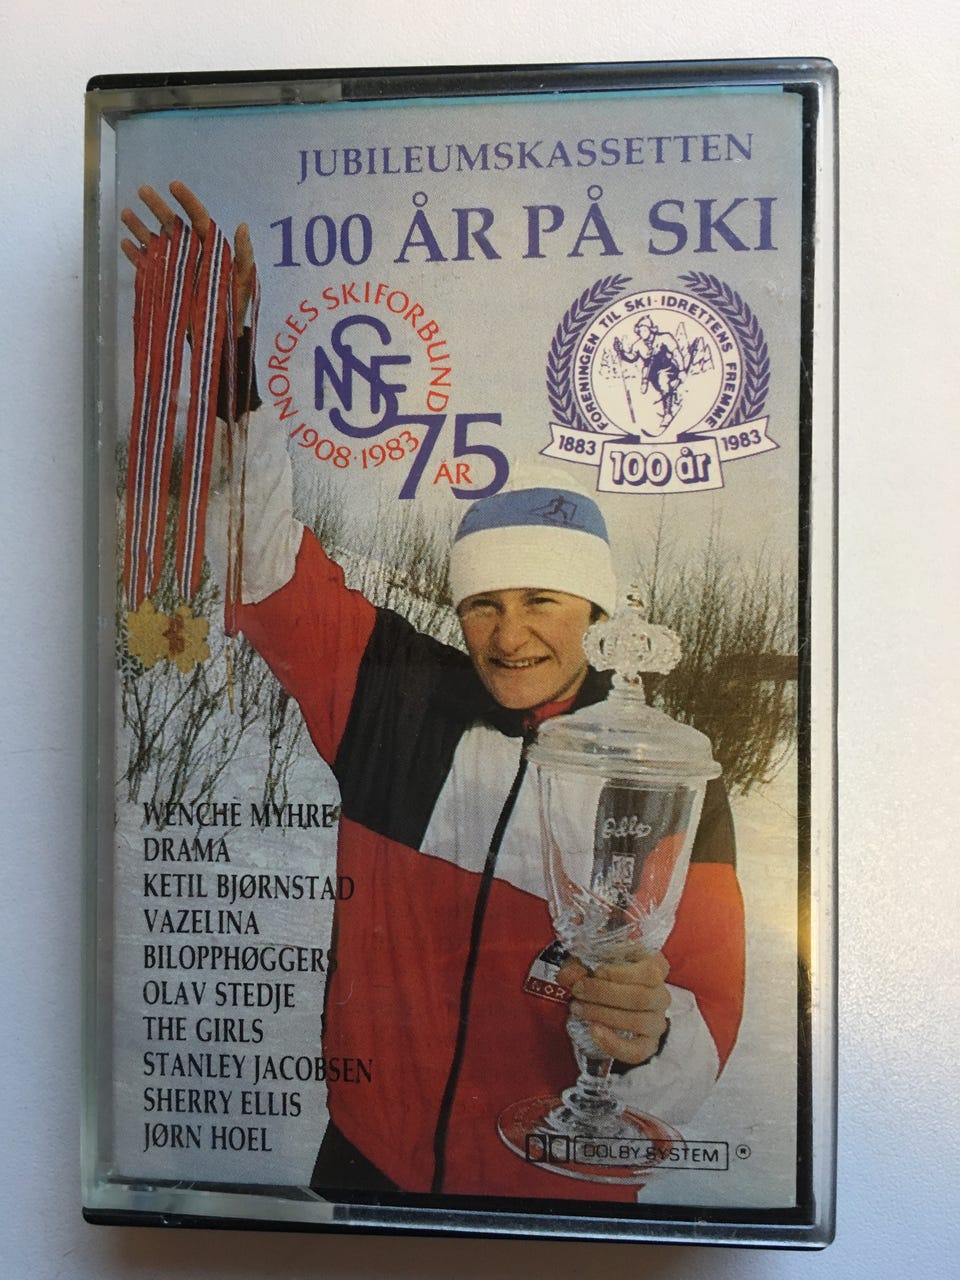 JUBILEUMSKASSETTEN
100 ÅR PÅ SKI
NORGES SKIFORBUND
1908·1983
NSF
75
ÅR
FORENINGEN TIL SKI-IDRETTENS FREMME
1883
1983
100 år
WENCHE MYHRE
DRAMA
KETIL BJØRNSTAD
VAZELINA
BILOPPHØGGERS
OLAV STEDJE
THE GIRLS
STANLEY JACOBSEN
SHERRY ELLIS
JØRN HOEL
NOR
DOLBY SYSTEM ®